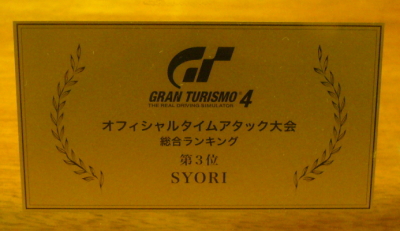 GRAN TURISMO 4
THE REAL DRIVING SIMULATOR
オフィシャルタイムアタック大会
総合ランキング
第3位
SYORI